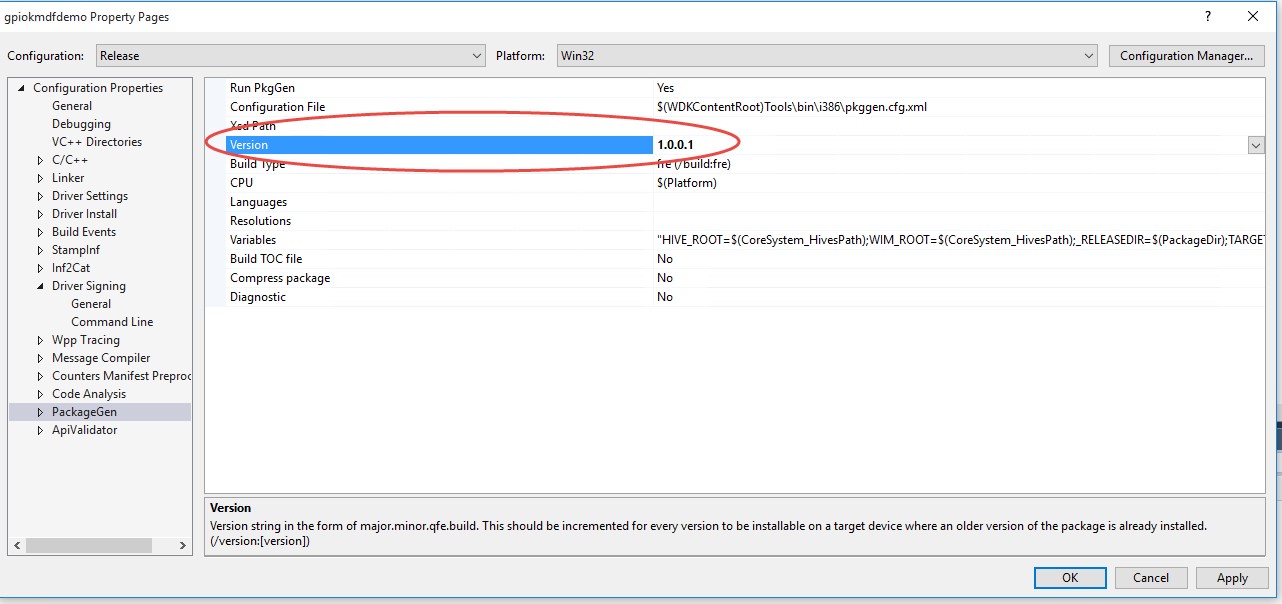 gpiokmdfdemo Property Pages
? ×
Configuration: Release Platform: Win32 Configuration Manager...
Configuration Properties
General
Debugging
VC++ Directories
C/C++
Linker
Driver Settings
Driver Install
Build Events
StampInf
Inf2Cat
Driver Signing
General
Command Line
Wpp Tracing
Message Compiler
Counters Manifest Preproc
Code Analysis
PackageGen
ApiValidator
Run PkgGen Yes
Configuration File $(WDKContentRoot)Tools\bin\i386\pkggen.cfg.xml
Xsd Path
Version 1.0.0.1
Build Type fre (/build:fre)
CPU $(Platform)
Languages
Resolutions
Variables "HIVE_ROOT=$(CoreSystem_HivesPath);WIM_ROOT=$(CoreSystem_HivesPath);_RELEASEDIR=$(PackageDir);TARGET
Build TOC file No
Compress package No
Diagnostic No
Version
Version string in the form of major.minor.qfe.build. This should be incremented for every version to be installable on a target device where an older version of the package is already installed.
(/version:[version])
OK Cancel Apply